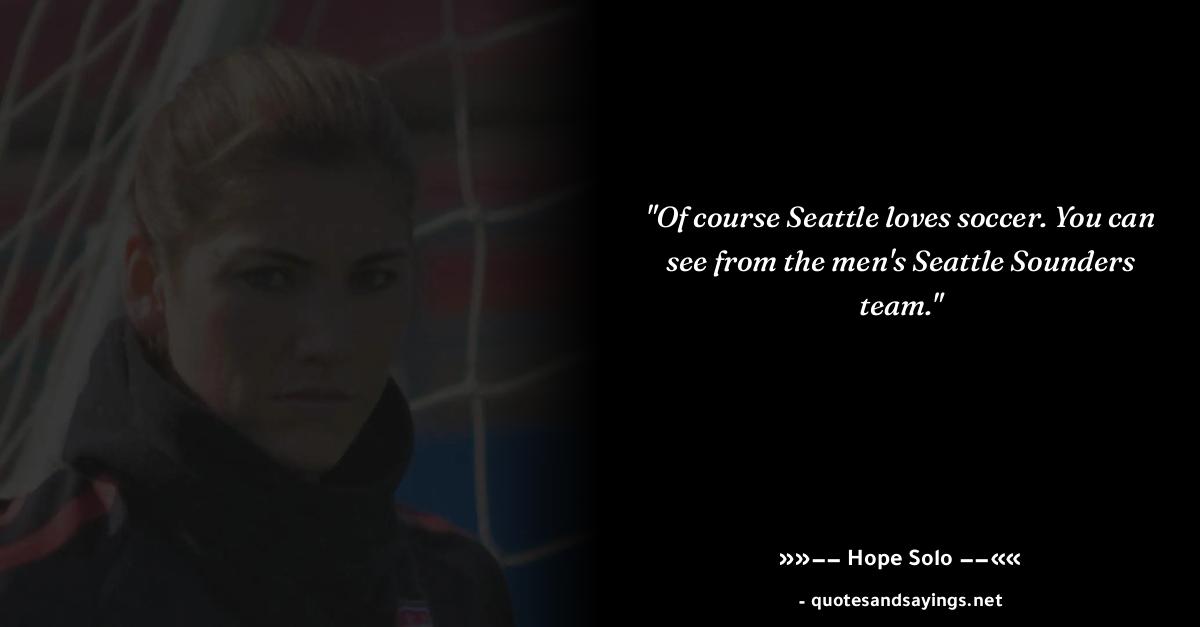 "Of course Seattle loves soccer. You can
see from the men's Seattle Sounders
team."
»»–– Hope Solo ––««
- quotesandsayings.net